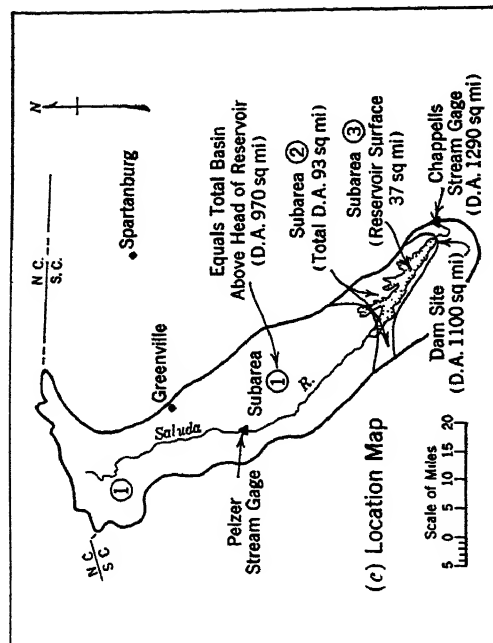 N
N.C.
S.C.
Spartanburg
Equals Total Basin
Above Head of Reservoir
(D.A. 970 sq mi)
Subarea ②
(Total D.A. 93 sq mi)
Subarea ③
(Reservoir Surface
37 sq mi)
Chappells
Stream Gage
(D.A. 1290 sq mi)
Greenville
①
Subarea
①
Saluda
R.
N C
S C
Pelzer
Stream Gage
Dam Site
(D.A. 1100 sq mi)
(c) Location Map
5 0 5 10 15 20
Scale of Miles